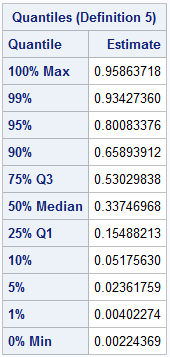 Quantiles (Definition 5)
Quantile Estimate
100% Max 0.95863718
99% 0.93427360
95% 0.80083376
90% 0.65893912
75% Q3 0.53029838
50% Median 0.33746968
25% Q1 0.15488213
10% 0.05175630
5% 0.02361759
1% 0.00402274
0% Min 0.00224369